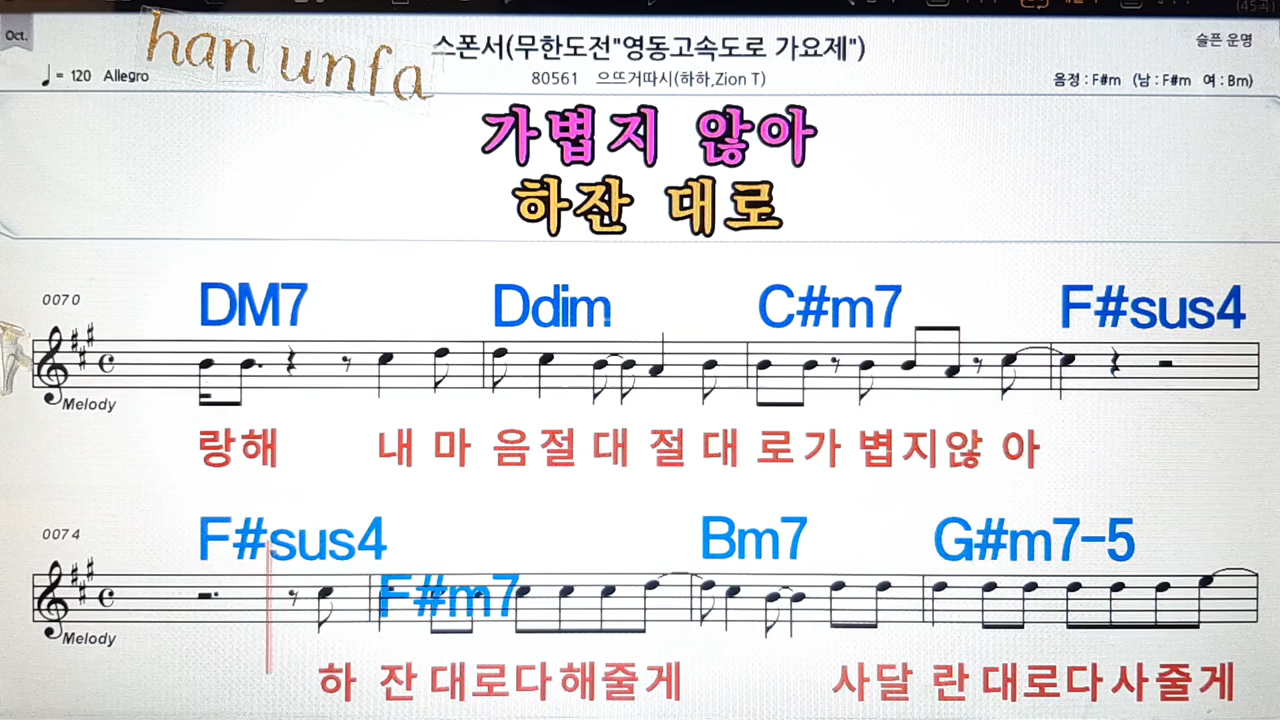 (45곡)
Oct.
han unfa
스폰서(무한도전"영동고속도로 가요제")
슬픈 운명
♩= 120 Allegro
80561 으뜨거따시(하하,Zion T)
음정 : F#m (남 : F#m 여 : Bm)
가볍지 않아
하잔 대로
0070
DM7 Ddim C#m7 F#sus4
Melody
랑해 내 마 음절 대 절 대 로가 볍지않 아
0074
F#sus4 F#m7 Bm7 G#m7-5
Melody
하 잔 대로다 해줄게 사달 란 대로다 사줄게